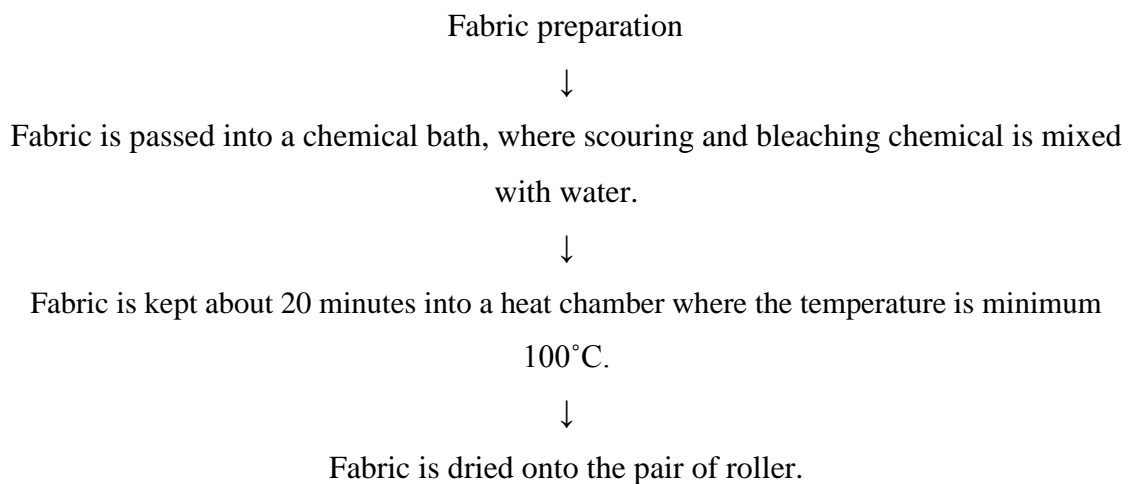 Fabric preparation
↓
Fabric is passed into a chemical bath, where scouring and bleaching chemical is mixed
with water.
↓
Fabric is kept about 20 minutes into a heat chamber where the temperature is minimum
100˚C.
↓
Fabric is dried onto the pair of roller.